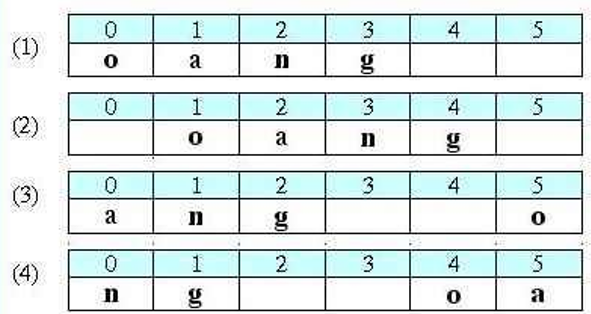 0 1 2 3 4 5
(1) o a n g
0 1 2 3 4 5
(2) o a n g
0 1 2 3 4 5
(3) a n g o
0 1 2 3 4 5
(4) n g o a